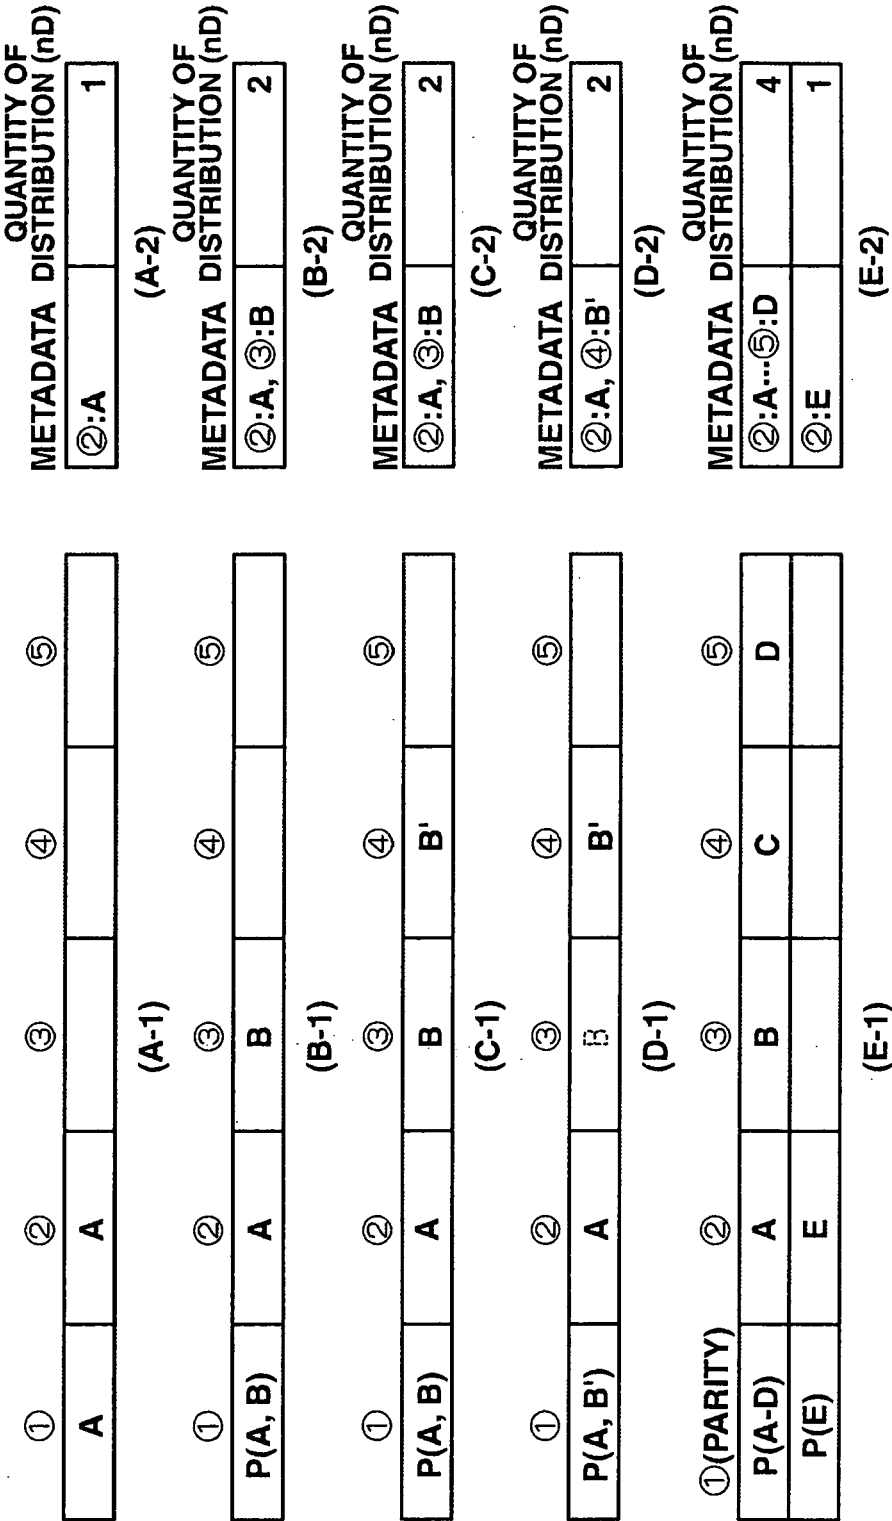 ① ② ③ ④ ⑤
A A
(A-1)
QUANTITY OF
METADATA DISTRIBUTION (nD)
②:A 1
(A-2)
① ② ③ ④ ⑤
P(A, B) A B
(B-1)
QUANTITY OF
METADATA DISTRIBUTION (nD)
②:A, ③:B 2
(B-2)
① ② ③ ④ ⑤
P(A, B) A B B'
(C-1)
QUANTITY OF
METADATA DISTRIBUTION (nD)
②:A, ③:B 2
(C-2)
① ② ③ ④ ⑤
P(A, B') A B B'
(D-1)
QUANTITY OF
METADATA DISTRIBUTION (nD)
②:A, ④:B' 2
(D-2)
①(PARITY) ② ③ ④ ⑤
P(A-D) A B C D
P(E) E
(E-1)
QUANTITY OF
METADATA DISTRIBUTION (nD)
②:A···⑤:D 4
②:E 1
(E-2)